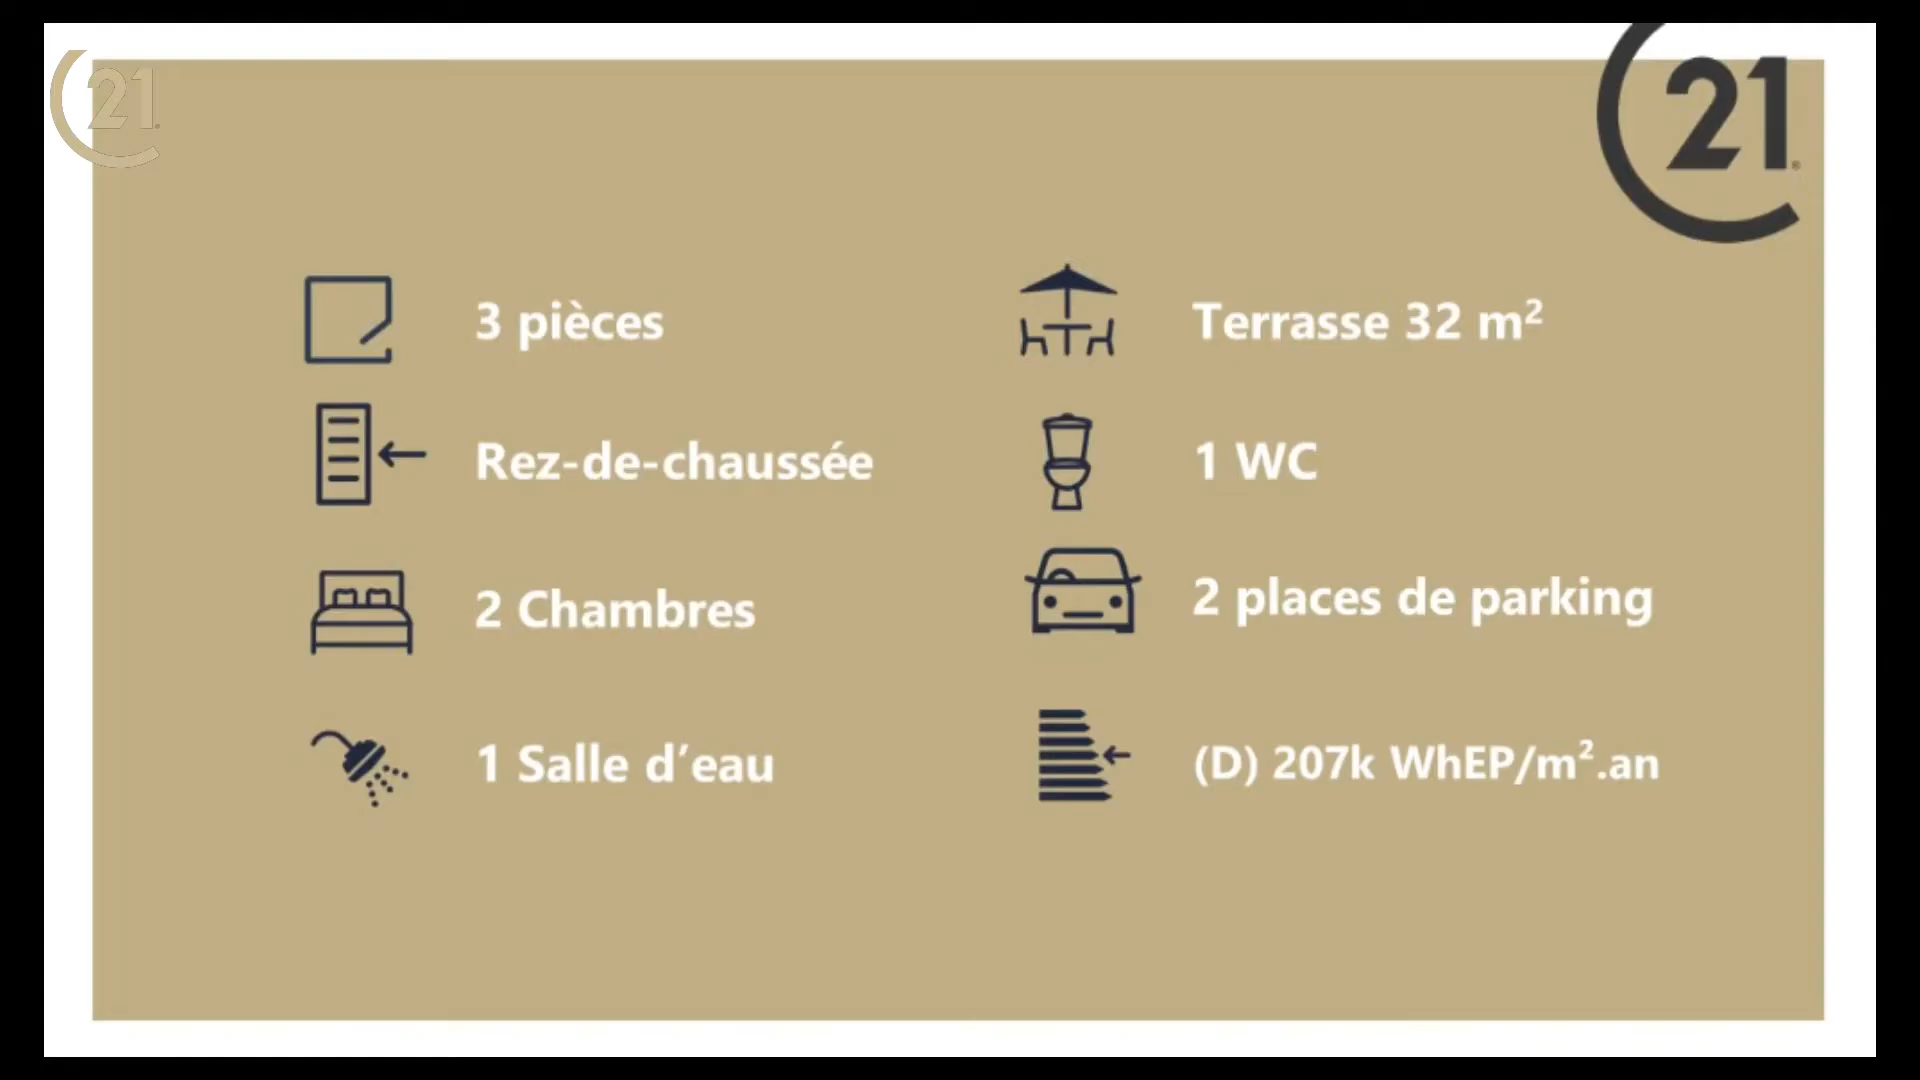 21
21
3 pièces
Terrasse 32 m²
Rez-de-chaussée
1 WC
2 Chambres
2 places de parking
1 Salle d’eau
(D) 207k WhEP/m².an